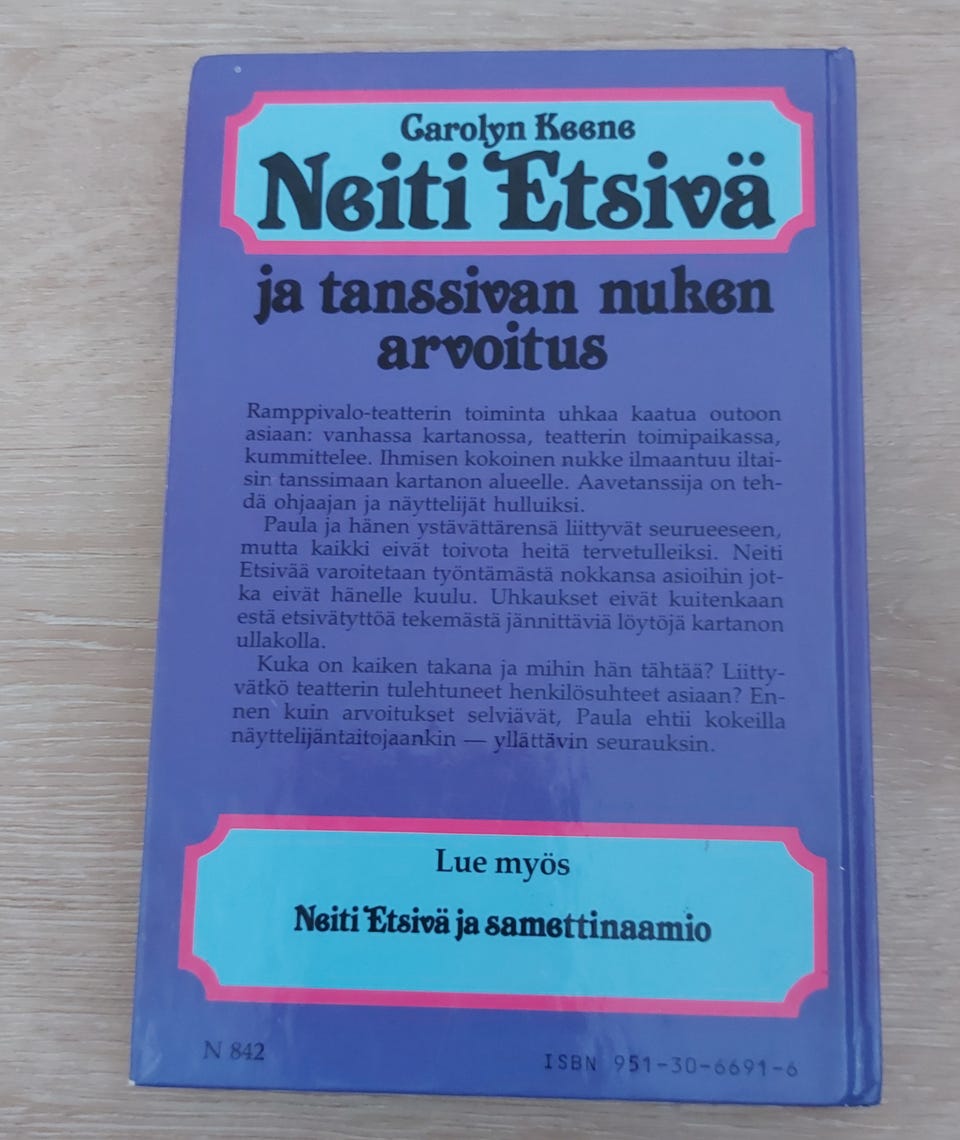 Carolyn Keene
Neiti Etsivä
ja tanssivan nuken
arvoitus
Ramppivalo-teatterin toiminta uhkaa kaatua outoon
asiaan: vanhassa kartanossa, teatterin toimipaikassa,
kummittelee. Ihmisen kokoinen nukke ilmaantuu iltai-
sin tanssimaan kartanon alueelle. Aavetanssija on teh-
dä ohjaajan ja näyttelijät hulluiksi.
Paula ja hänen ystävättärensä liittyvät seurueeseen,
mutta kaikki eivät toivota heitä tervetulleiksi. Neiti
Etsivää varoitetaan työntämästä nokkansa asioihin jot-
ka eivät hänelle kuulu. Uhkaukset eivät kuitenkaan
estä etsivätyttöä tekemästä jännittäviä löytöjä kartanon
ullakolla.
Kuka on kaiken takana ja mihin hän tähtää? Liitty-
vätkö teatterin tulehtuneet henkilösuhteet asiaan? En-
nen kuin arvoitukset selviävät, Paula ehtii kokeilla
näyttelijäntaitojaankin — yllättävin seurauksin.
Lue myös
Neiti Etsivä ja samettinaamio
N 842
ISBN 951-30-6691-6